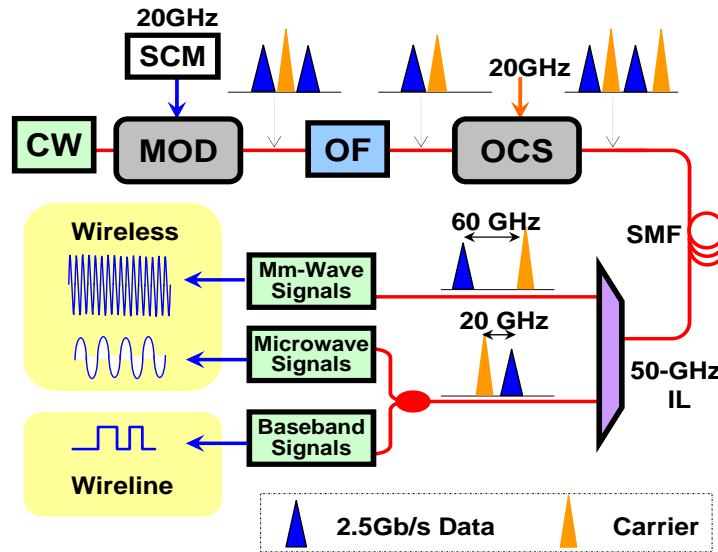 20GHz
SCM
CW
MOD
OF
20GHz
OCS
SMF
Wireless
60 GHz
Mm-Wave
Signals
20 GHz
Microwave
Signals
50-GHz
IL
Baseband
Signals
Wireline
2.5Gb/s Data
Carrier